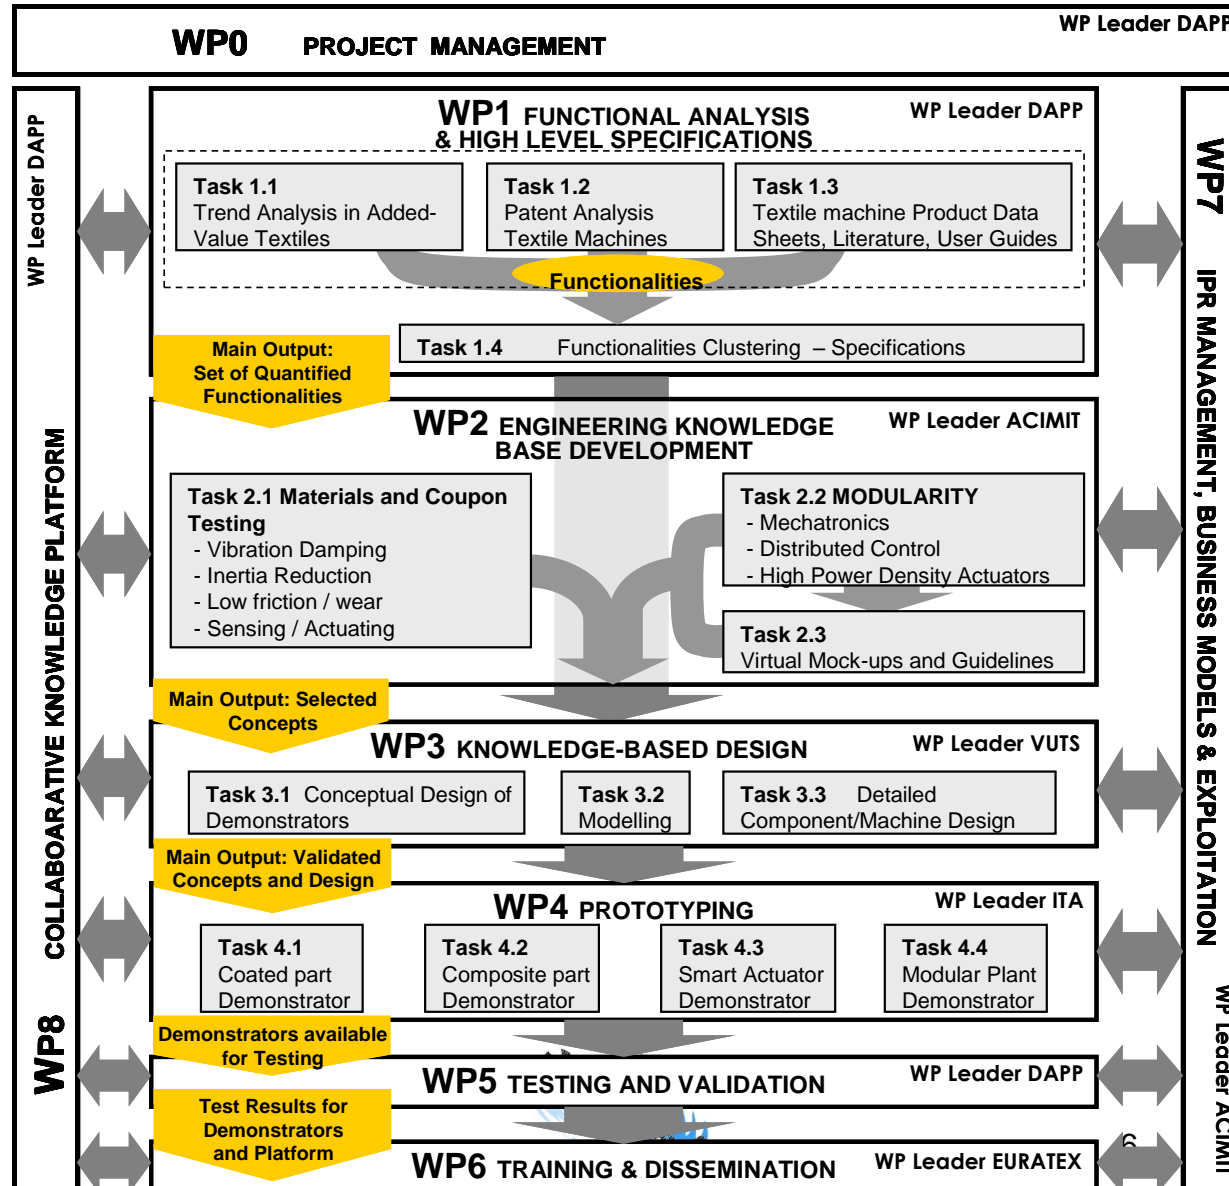 WP0 PROJECT MANAGEMENT
WP Leader DAPP
WP Leader DAPP
COLLABOARATIVE KNOWLEDGE PLATFORM
WP8
WP1 FUNCTIONAL ANALYSIS
& HIGH LEVEL SPECIFICATIONS
WP Leader DAPP
Task 1.1
Trend Analysis in Added-
Value Textiles
Task 1.2
Patent Analysis
Textile Machines
Task 1.3
Textile machine Product Data
Sheets, Literature, User Guides
Functionalities
Task 1.4 Functionalities Clustering – Specifications
Main Output:
Set of Quantified
Functionalities
WP2 ENGINEERING KNOWLEDGE
BASE DEVELOPMENT
WP Leader ACIMIT
Task 2.1 Materials and Coupon
Testing
- Vibration Damping
- Inertia Reduction
- Low friction / wear
- Sensing / Actuating
Task 2.2 MODULARITY
- Mechatronics
- Distributed Control
- High Power Density Actuators
Task 2.3
Virtual Mock-ups and Guidelines
Main Output: Selected
Concepts
WP3 KNOWLEDGE-BASED DESIGN
WP Leader VUTS
Task 3.1 Conceptual Design of
Demonstrators
Task 3.2
Modelling
Task 3.3 Detailed
Component/Machine Design
Main Output: Validated
Concepts and Design
WP4 PROTOTYPING
WP Leader ITA
Task 4.1
Coated part
Demonstrator
Task 4.2
Composite part
Demonstrator
Task 4.3
Smart Actuator
Demonstrator
Task 4.4
Modular Plant
Demonstrator
Demonstrators available
for Testing
WP5 TESTING AND VALIDATION
WP Leader DAPP
Test Results for
Demonstrators
and Platform
WP6 TRAINING & DISSEMINATION
WP Leader EURATEX
WP7
IPR MANAGEMENT, BUSINESS MODELS & EXPLOITATION
WP Leader ACIMIT